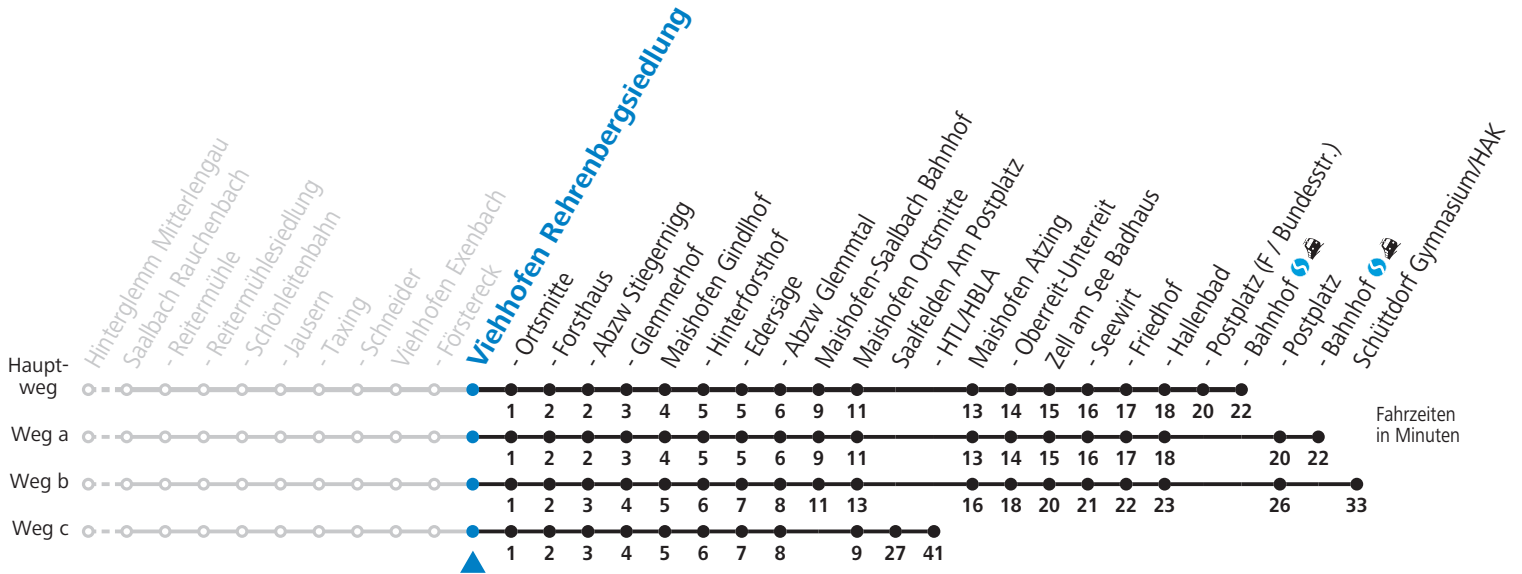 Hinterglemm Mitterlengau
Saalbach Rauchenbach
- Reitermühle
- Reitermühlesiedlung
- Schönleitenbahn
- Jausern
- Taxing
- Schneider
Viehhofen Exenbach
- Förstereck
Viehhofen Rehrenbergsiedlung
- Ortsmitte
- Forsthaus
- Abzw Stiegernigg
- Glemmerhof
Maishofen Gindlhof
- Hinterforsthof
- Edersäge
- Abzw Glemmtal
Maishofen-Saalbach Bahnhof
Maishofen Ortsmitte
Saalfelden Am Postplatz
- HTL/HBLA
Maishofen Atzing
- Oberreit-Unterreit
Zell am See Badhaus
- Seewirt
- Friedhof
- Hallenbad
- Postplatz (F / Bundesstr.)
- Bahnhof
- Postplatz
- Bahnhof
Schüttdorf Gymnasium/HAK
Haupt-
weg
1 2 2 3 4 5 5 6 9 11 13 14 15 16 17 18 20 22
Weg a
1 2 2 3 4 5 5 6 9 11 13 14 15 16 17 18 20 22
Weg b
1 2 3 4 5 6 7 8 11 13 16 18 20 21 22 23 26 33
Weg c
1 2 3 4 5 6 7 8 9 27 41
Fahrzeiten
in Minuten